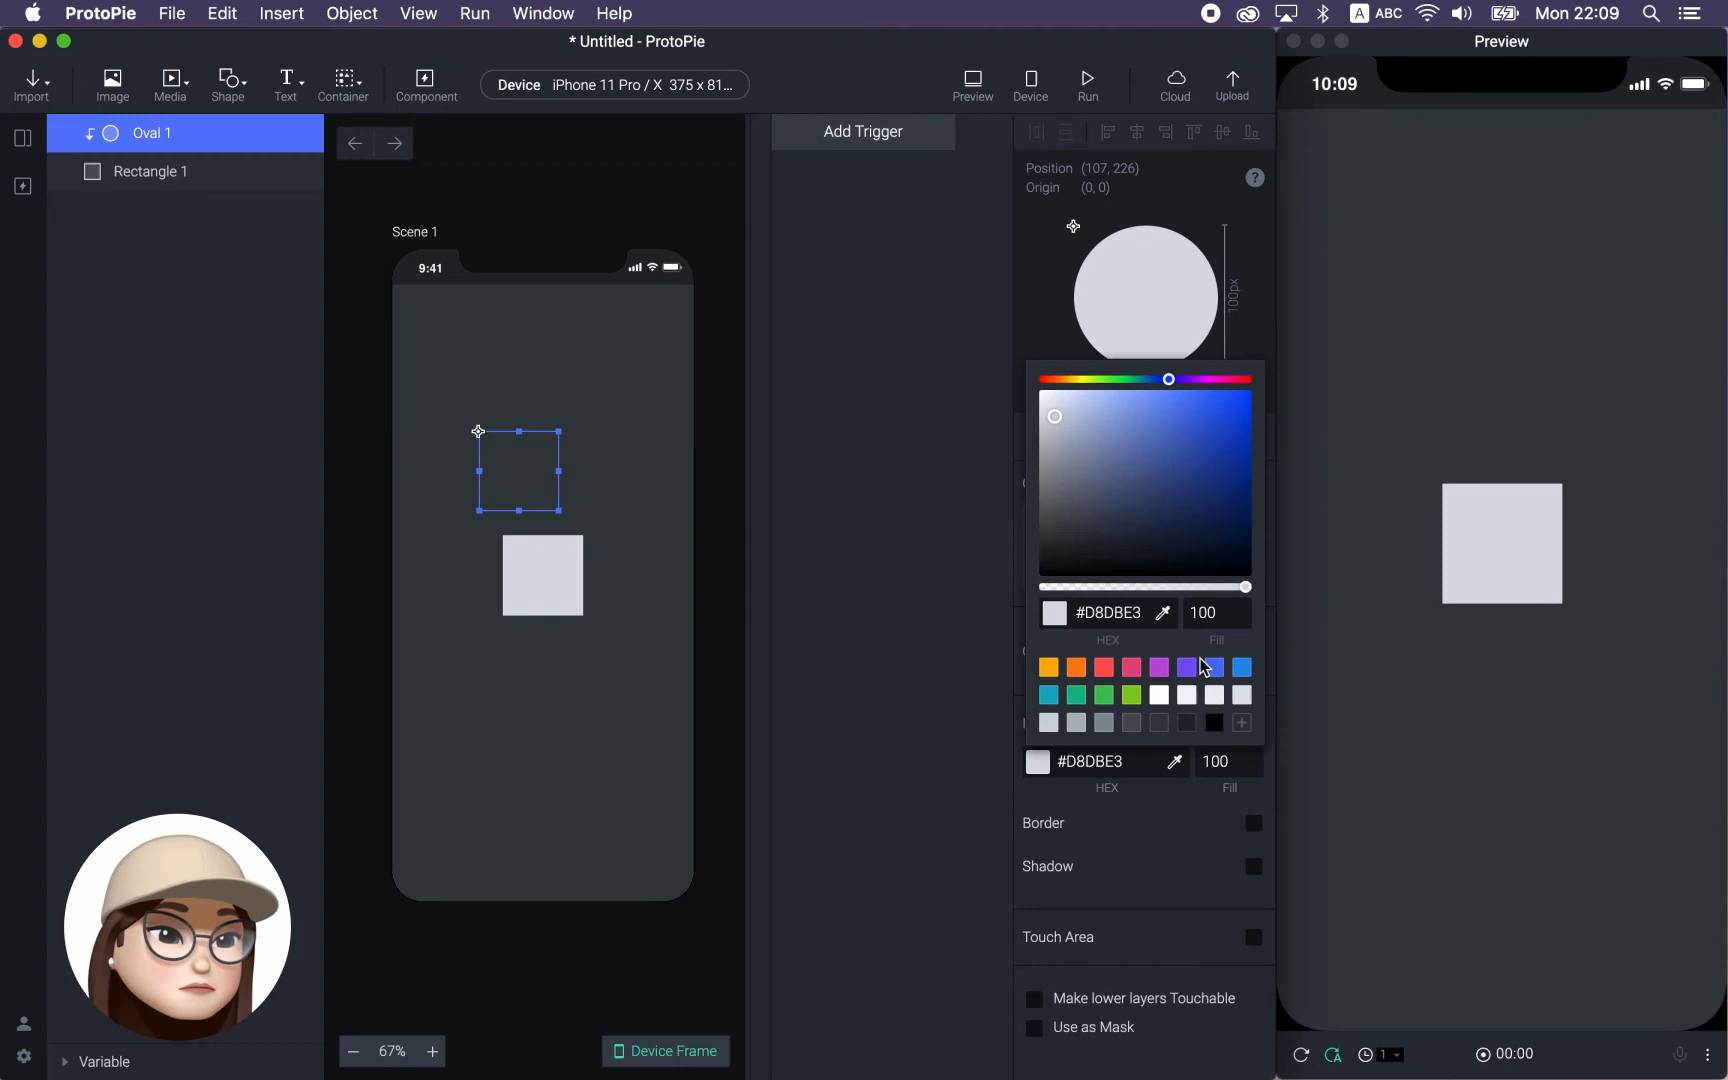 ProtoPie File Edit Insert Object View Run Window Help
A ABC Mon 22:09
* Untitled - ProtoPie
Preview
Import Image Media Shape Text Container Component
Device iPhone 11 Pro / X 375 x 81...
Preview Device Run Cloud Upload
Oval 1
Rectangle 1
Add Trigger
Position (107, 226)
Origin (0, 0)
?
100px
Scene 1
9:41
10:09
#D8DBE3 100
HEX Fill
#D8DBE3 100
HEX Fill
Border
Shadow
Touch Area
Make lower layers Touchable
Use as Mask
Variable
67%
Device Frame
1
00:00